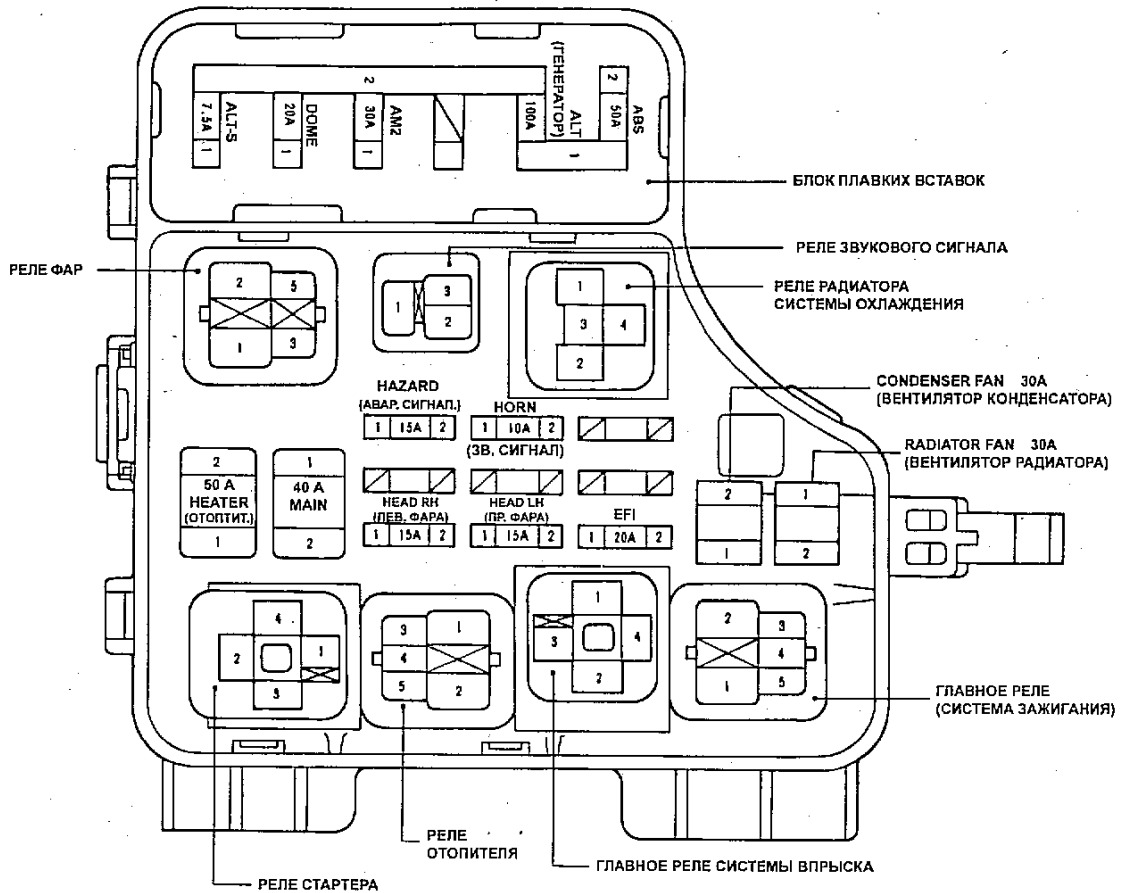 2
2
(ГЕНЕРАТОР)
ALT
100A
50A
ABS
1
7.5A
1
ALT-S
20A
1
DOME
30A
1
AM2
БЛОК ПЛАВКИХ ВСТАВОК
РЕЛЕ ФАР
2
5
1
3
1
3
2
РЕЛЕ ЗВУКОВОГО СИГНАЛА
1
3
4
2
РЕЛЕ РАДИАТОРА
СИСТЕМЫ ОХЛАЖДЕНИЯ
HAZARD
(АВАР. СИГНАЛ.)
1 15A 2
HORN
1 10A 2
(ЗВ. СИГНАЛ)
CONDENSER FAN 30A
(ВЕНТИЛЯТОР КОНДЕНСАТОРА)
RADIATOR FAN 30A
(ВЕНТИЛЯТОР РАДИАТОРА)
2
50 A
HEATER
(ОТОПТИТ.)
1
1
40 A
MAIN
2
HEAD RH
(ЛЕВ. ФАРА)
1 15A 2
HEAD LH
(ПР. ФАРА)
1 15A 2
EFI
1 20A 2
2
1
1
2
4
2
1
3
3
1
4
5
2
1
3
4
2
2
3
4
1
5
ГЛАВНОЕ РЕЛЕ
(СИСТЕМА ЗАЖИГАНИЯ)
РЕЛЕ
ОТОПИТЕЛЯ
ГЛАВНОЕ РЕЛЕ СИСТЕМЫ ВПРЫСКА
РЕЛЕ СТАРТЕРА